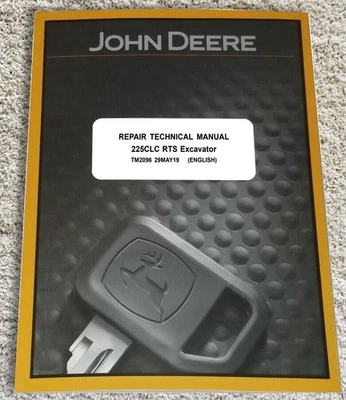 JOHN DEERE
REPAIR TECHNICAL MANUAL
225CLC RTS Excavator
TM2096 29MAY19 (ENGLISH)